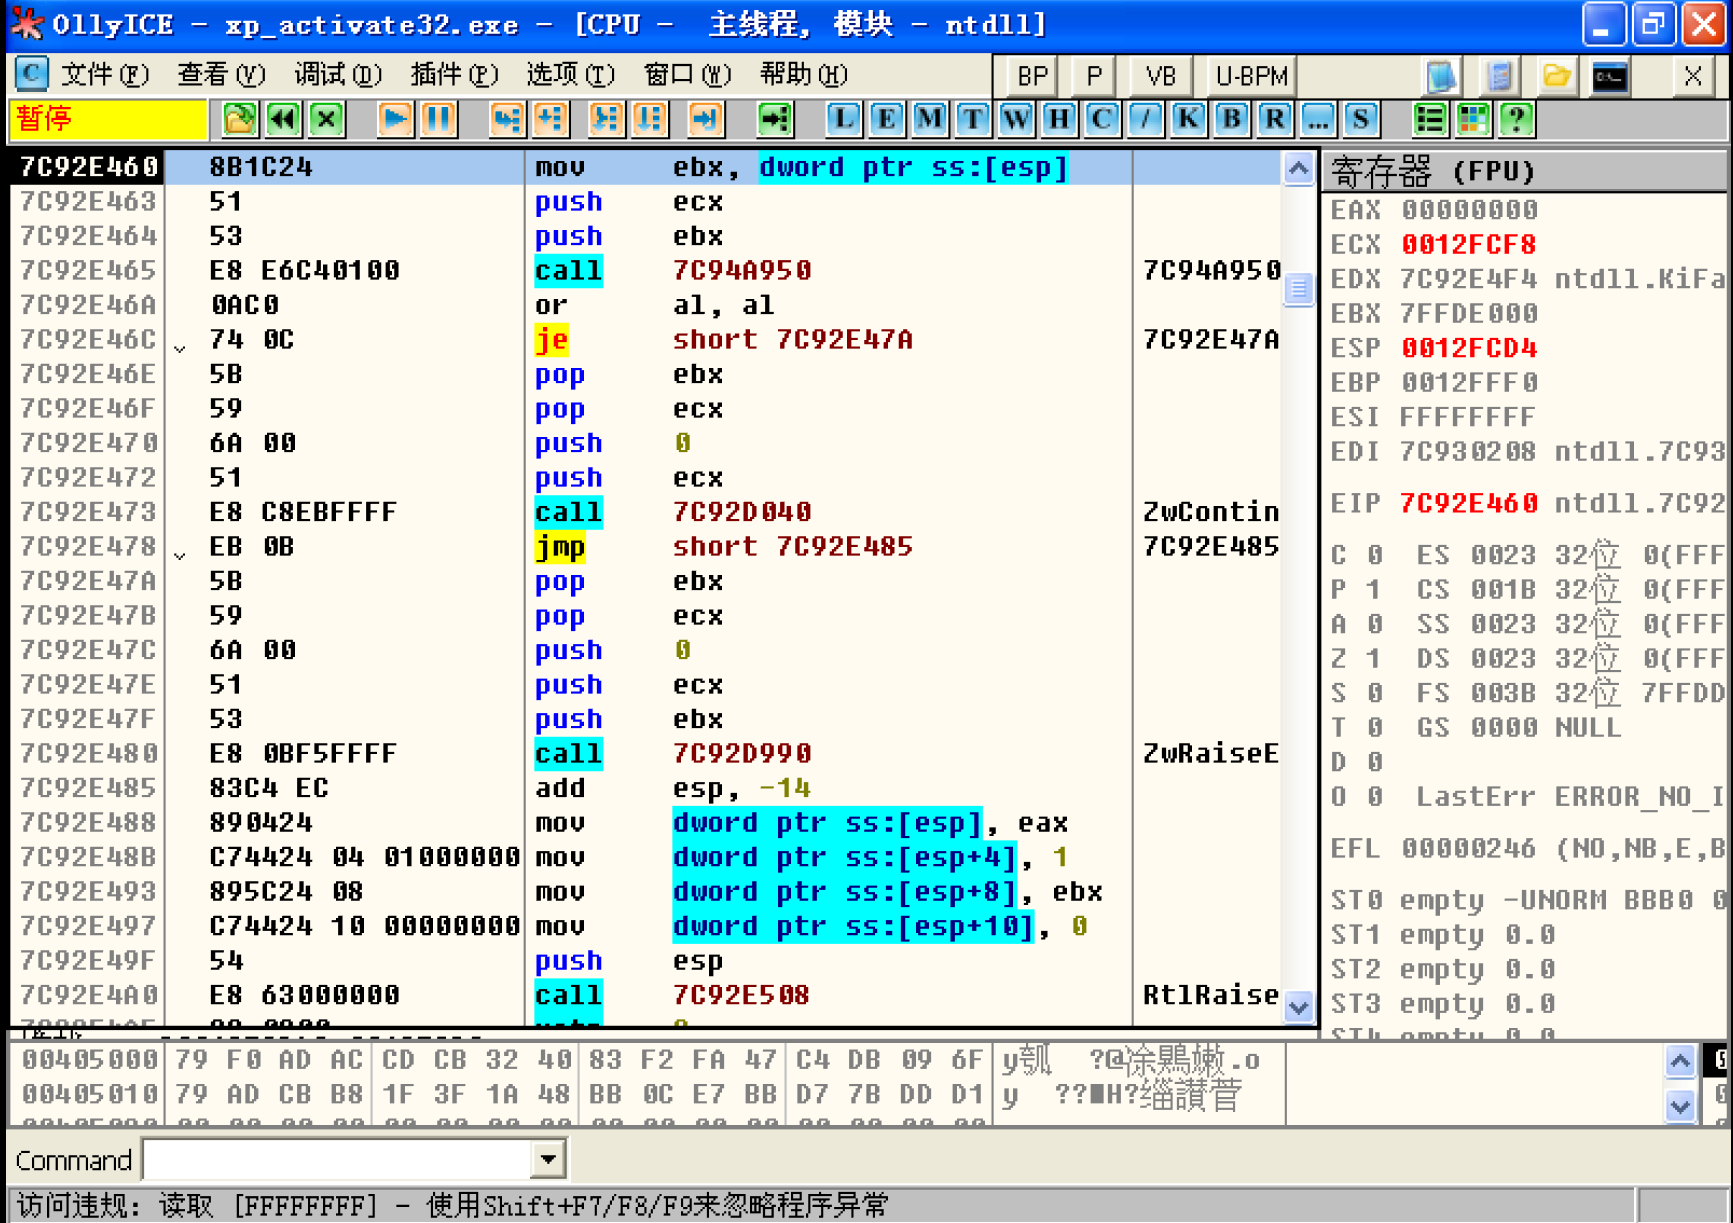 OllyICE - xp_activate32.exe - [CPU - 主线程, 模块 - ntdll]
C 文件(F) 查看(V) 调试(D) 插件(P) 选项(T) 窗口(W) 帮助(H) BP P VB U-BPM X
暂停 L E M T W H C / K B R ... S ?
7C92E460 8B1C24 mov ebx, dword ptr ss:[esp]
7C92E463 51 push ecx
7C92E464 53 push ebx
7C92E465 E8 E6C40100 call 7C94A950 7C94A950
7C92E46A 0AC0 or al, al
7C92E46C 74 0C je short 7C92E47A 7C92E47A
7C92E46E 5B pop ebx
7C92E46F 59 pop ecx
7C92E470 6A 00 push 0
7C92E472 51 push ecx
7C92E473 E8 C8EBFFFF call 7C92D040 ZwContin
7C92E478 EB 0B jmp short 7C92E485 7C92E485
7C92E47A 5B pop ebx
7C92E47B 59 pop ecx
7C92E47C 6A 00 push 0
7C92E47E 51 push ecx
7C92E47F 53 push ebx
7C92E480 E8 0BF5FFFF call 7C92D990 ZwRaiseE
7C92E485 83C4 EC add esp, -14
7C92E488 890424 mov dword ptr ss:[esp], eax
7C92E48B C74424 04 01000000 mov dword ptr ss:[esp+4], 1
7C92E493 895C24 08 mov dword ptr ss:[esp+8], ebx
7C92E497 C74424 10 00000000 mov dword ptr ss:[esp+10], 0
7C92E49F 54 push esp
7C92E4A0 E8 63000000 call 7C92E508 RtlRaise
寄存器 (FPU)
EAX 00000000
ECX 0012FCF8
EDX 7C92E4F4 ntdll.KiFa
EBX 7FFDE000
ESP 0012FCD4
EBP 0012FFF0
ESI FFFFFFFF
EDI 7C930208 ntdll.7C93
EIP 7C92E460 ntdll.7C92
C 0 ES 0023 32位 0(FFF
P 1 CS 001B 32位 0(FFF
A 0 SS 0023 32位 0(FFF
Z 1 DS 0023 32位 0(FFF
S 0 FS 003B 32位 7FFDD
T 0 GS 0000 NULL
D 0
O 0 LastErr ERROR_NO_I
EFL 00000246 (NO,NB,E,B
ST0 empty -UNORM BBB0 0
ST1 empty 0.0
ST2 empty 0.0
ST3 empty 0.0
ST4 empty 0.0
00405000 79 F0 AD AC CD CB 32 40 83 F2 FA 47 C4 DB 09 6F
00405010 79 AD CB B8 1F 3F 1A 48 BB 0C E7 BB D7 7B DD D1
Command
访问违规: 读取 [FFFFFFFF] - 使用Shift+F7/F8/F9来忽略程序异常